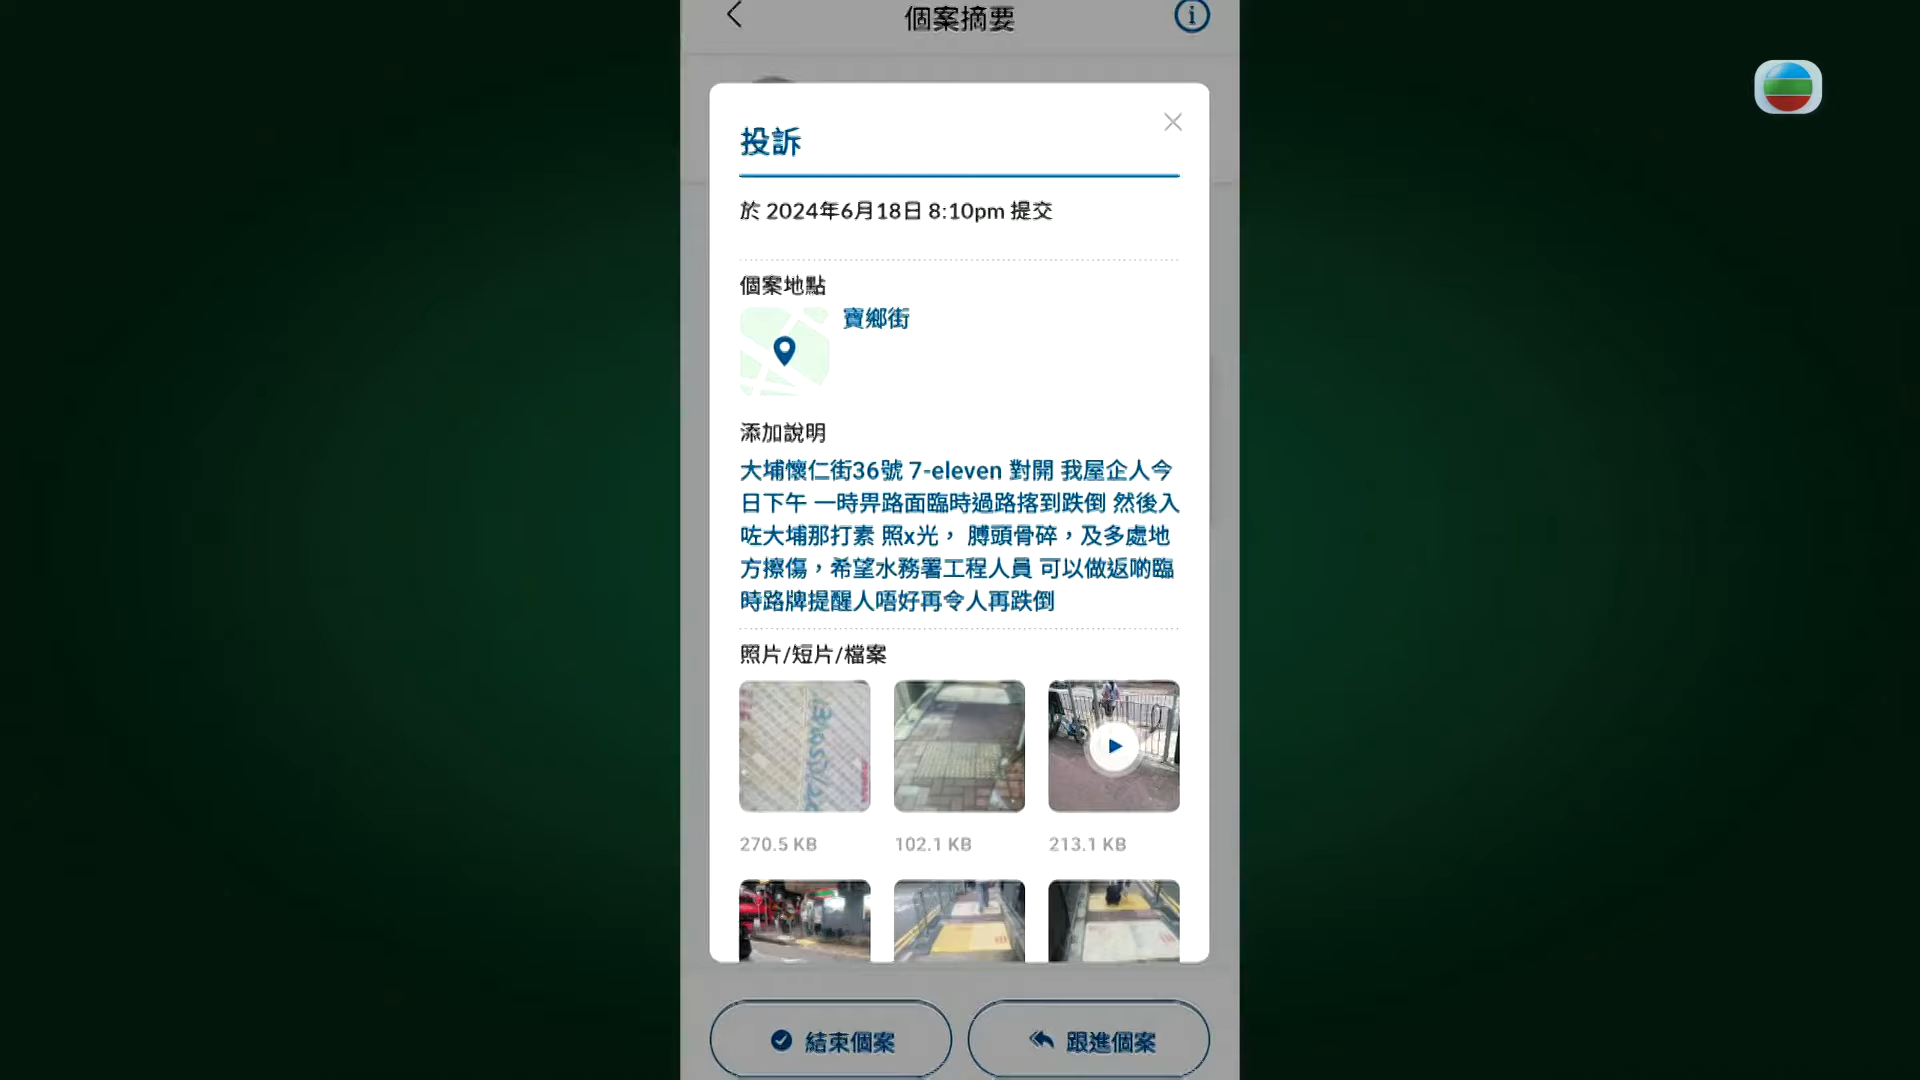 個案摘要
投訴
於 2024年6月18日 8:10pm 提交
個案地點
寶鄉街
添加說明
大埔懷仁街36號 7-eleven 對開 我屋企人今
日下午 一時畀路面臨時過路撘到跌倒 然後入
咗大埔那打素 照x光， 膊頭骨碎，及多處地
方擦傷，希望水務署工程人員 可以做返啲臨
時路牌提醒人唔好再令人再跌倒
照片/短片/檔案
270.5 KB
102.1 KB
213.1 KB
結束個案
跟進個案